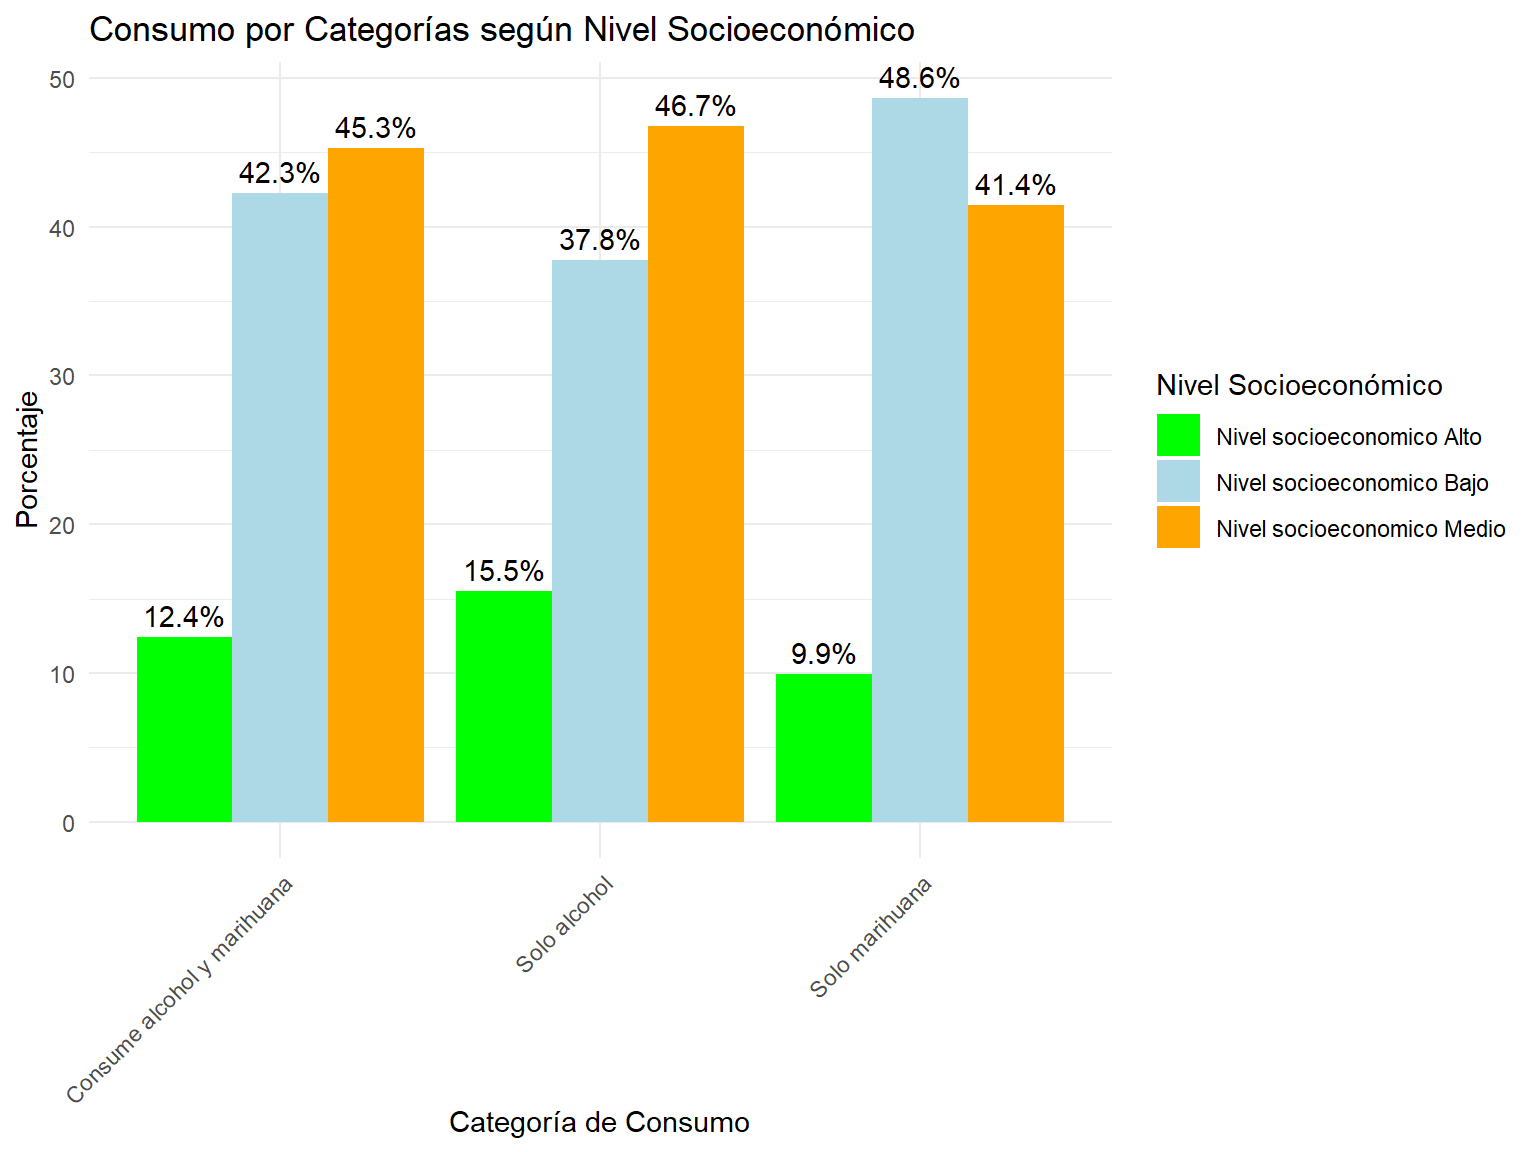 Consumo por Categorías según Nivel Socioeconómico
50
40
30
20
10
0
Porcentaje
12.4%
42.3%
45.3%
15.5%
37.8%
46.7%
9.9%
48.6%
41.4%
Consume alcohol y marihuana
Solo alcohol
Solo marihuana
Categoría de Consumo
Nivel Socioeconómico
Nivel socioeconomico Alto
Nivel socioeconomico Bajo
Nivel socioeconomico Medio